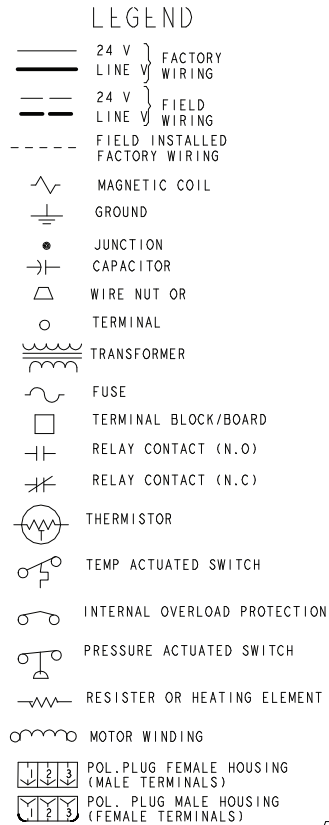 LEGEND
24 V
LINE V
FACTORY
WIRING
24 V
LINE V
FIELD
WIRING
FIELD INSTALLED
FACTORY WIRING
MAGNETIC COIL
GROUND
JUNCTION
CAPACITOR
WIRE NUT OR
TERMINAL
TRANSFORMER
FUSE
TERMINAL BLOCK/BOARD
RELAY CONTACT (N.O)
RELAY CONTACT (N.C)
THERMISTOR
T
TEMP ACTUATED SWITCH
INTERNAL OVERLOAD PROTECTION
PRESSURE ACTUATED SWITCH
RESISTER OR HEATING ELEMENT
MOTOR WINDING
1 2 3 POL.PLUG FEMALE HOUSING
(MALE TERMINALS)
1 2 3 POL. PLUG MALE HOUSING
(FEMALE TERMINALS)